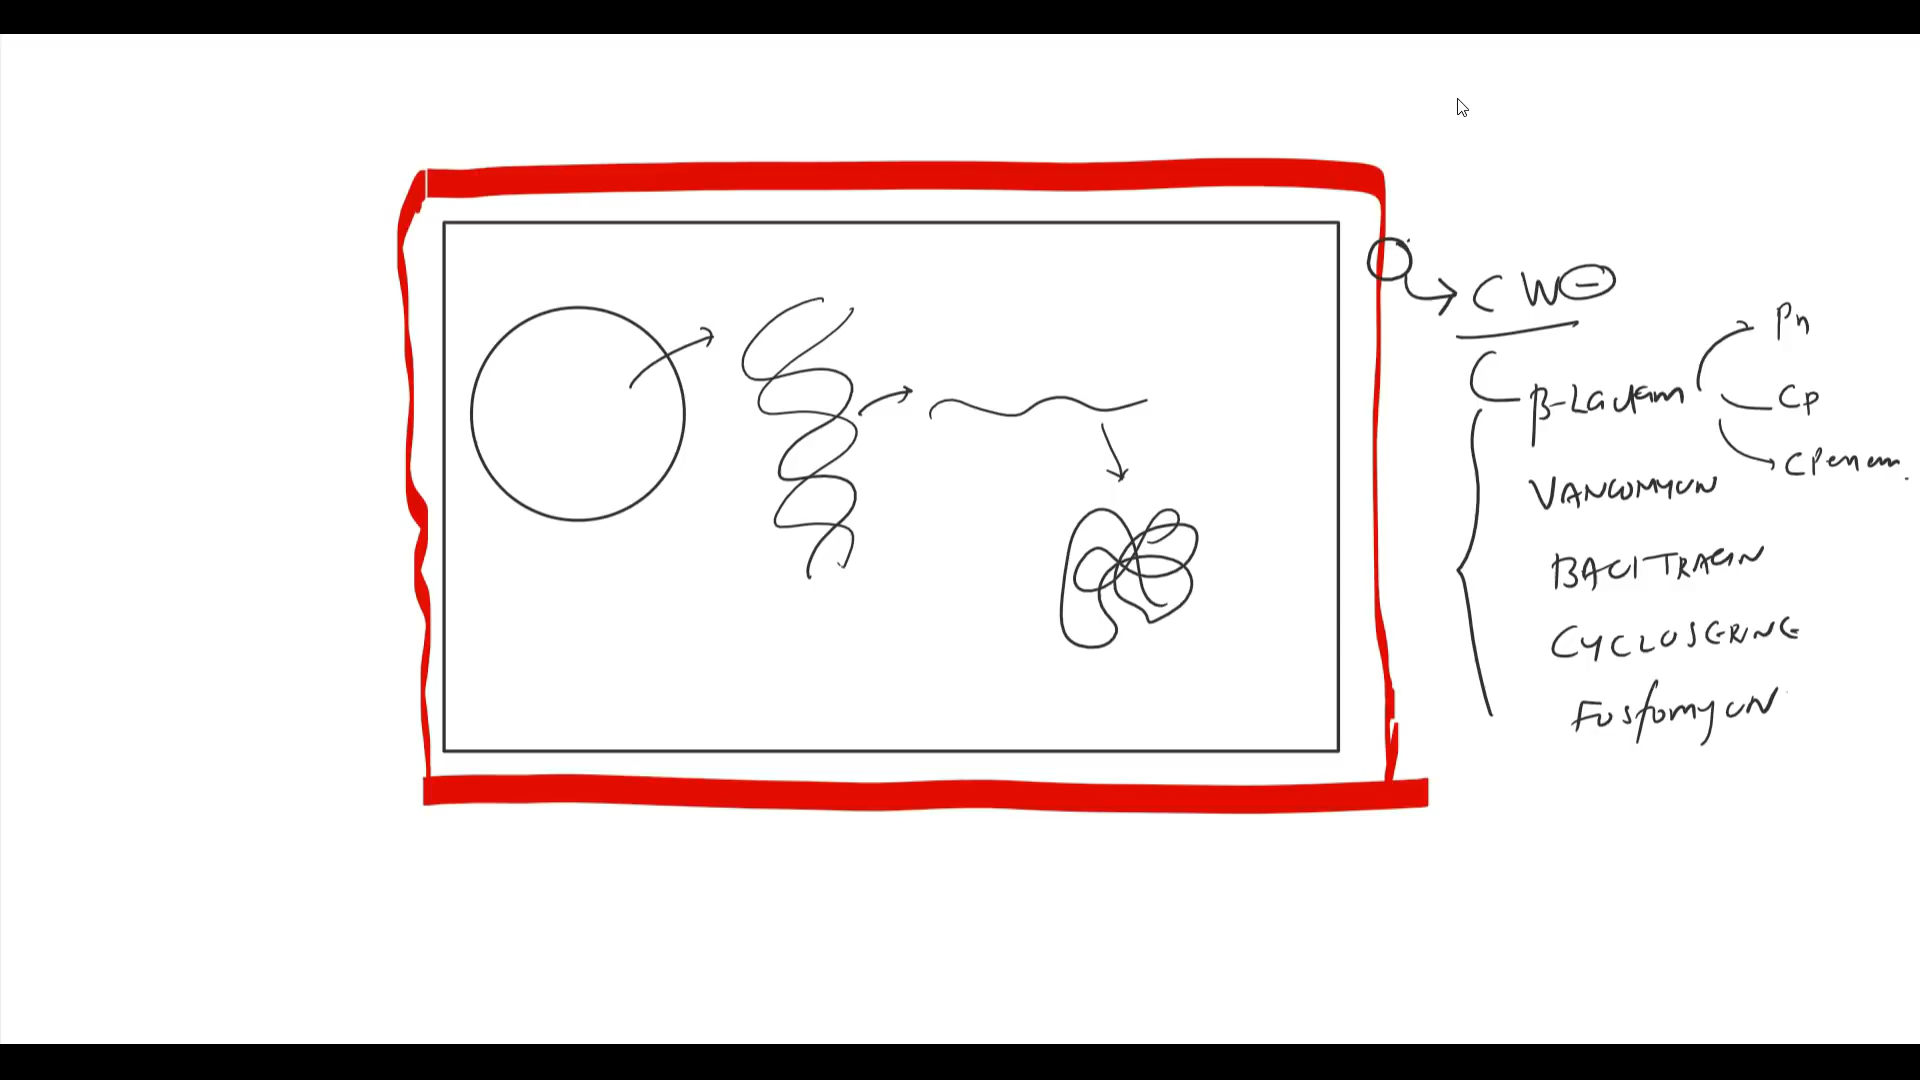 CW ⊖
β-Lactam
Pn
Cp
CPenem.
VANCOMYCIN
BACITRACIN
CYCLOSERINE
Fosfomycin